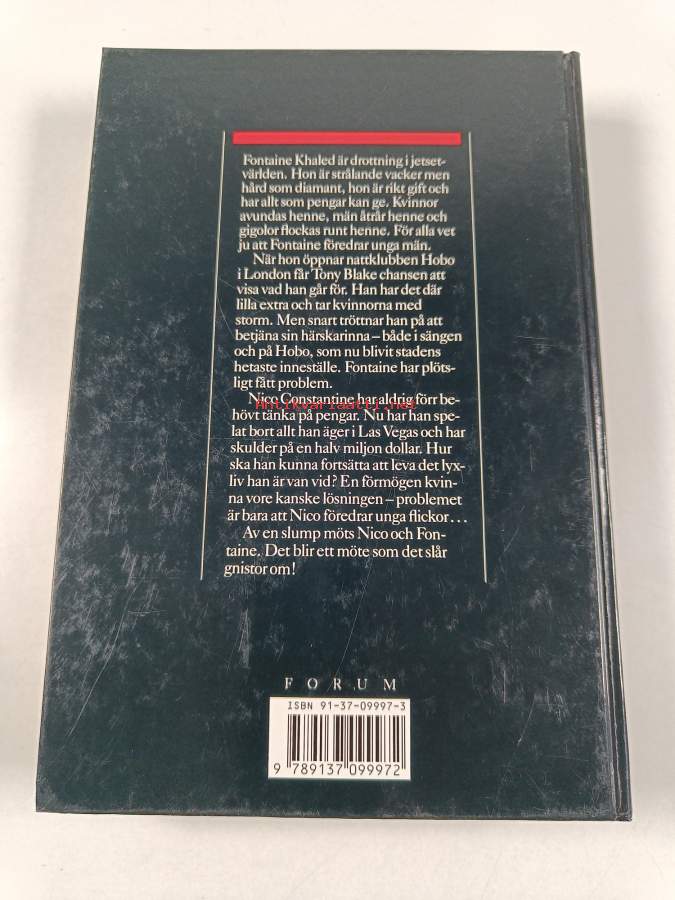 Fontaine Khaled är drottning i jetset-
världen. Hon är strålande vacker men
hård som diamant, hon är rikt gift och
har allt som pengar kan ge. Kvinnor
avundas henne, män åtrår henne och
gigolor flockas runt henne. För alla vet
ju att Fontaine föredrar unga män.
När hon öppnar nattklubben Hobo
i London får Tony Blake chansen att
visa vad han går för. Han har det där
lilla extra och tar kvinnorna med
storm. Men snart tröttnar han på att
betjäna sin härskarinna – både i sängen
och på Hobo, som nu blivit stadens
hetaste inneställe. Fontaine har plöts-
ligt fått problem.
Nico Constantine har aldrig förr be-
Antikvariaatti.net
hövt tänka på pengar. Nu har han spe-
lat bort allt han äger i Las Vegas och har
skulder på en halv miljon dollar. Hur
ska han kunna fortsätta att leva det lyx-
liv han är van vid? En förmögen kvin-
na vore kanske lösningen – problemet
är bara att Nico föredrar unga flickor...
Av en slump möts Nico och Fon-
taine. Det blir ett möte som det slår
gnistor om!
FORUM
ISBN 91-37-09997-3
9 789137 099972